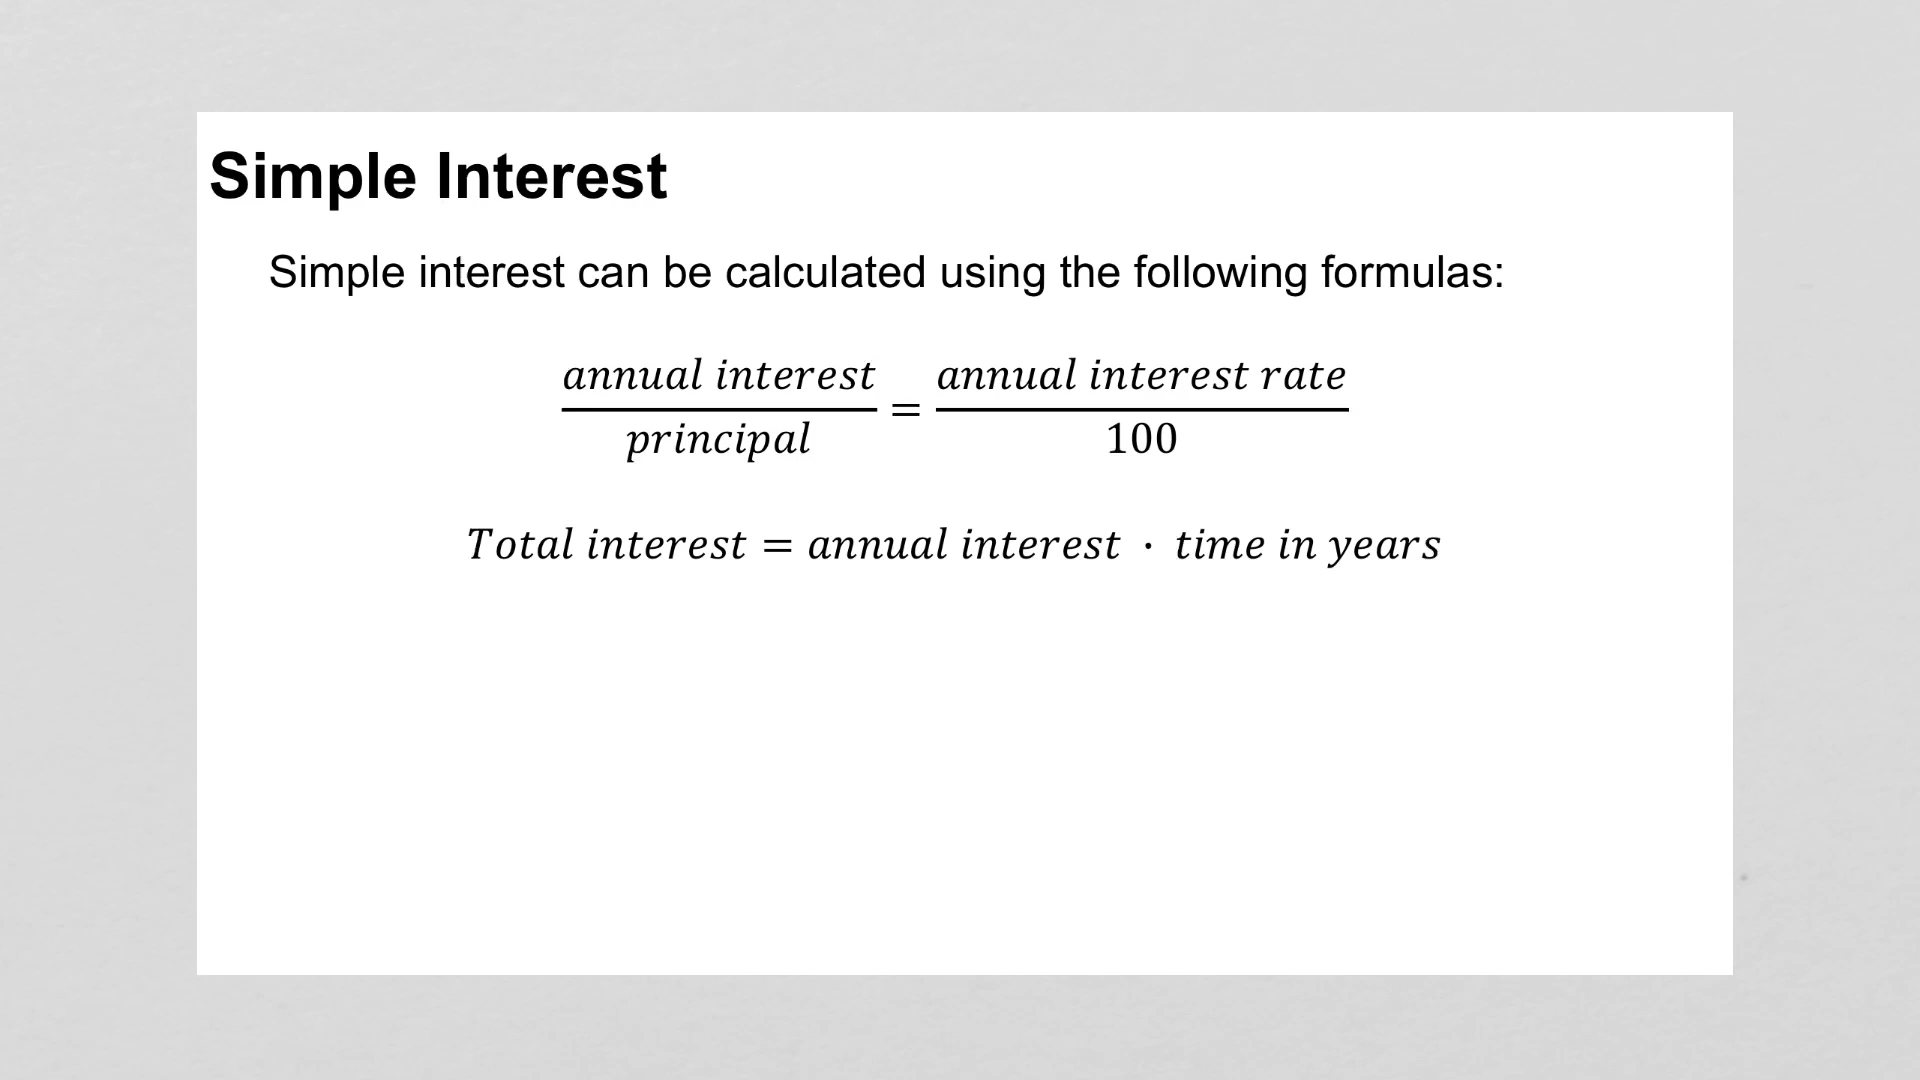 Simple Interest
Simple interest can be calculated using the following formulas:
annual interest / principal = annual interest rate / 100
Total interest = annual interest · time in years